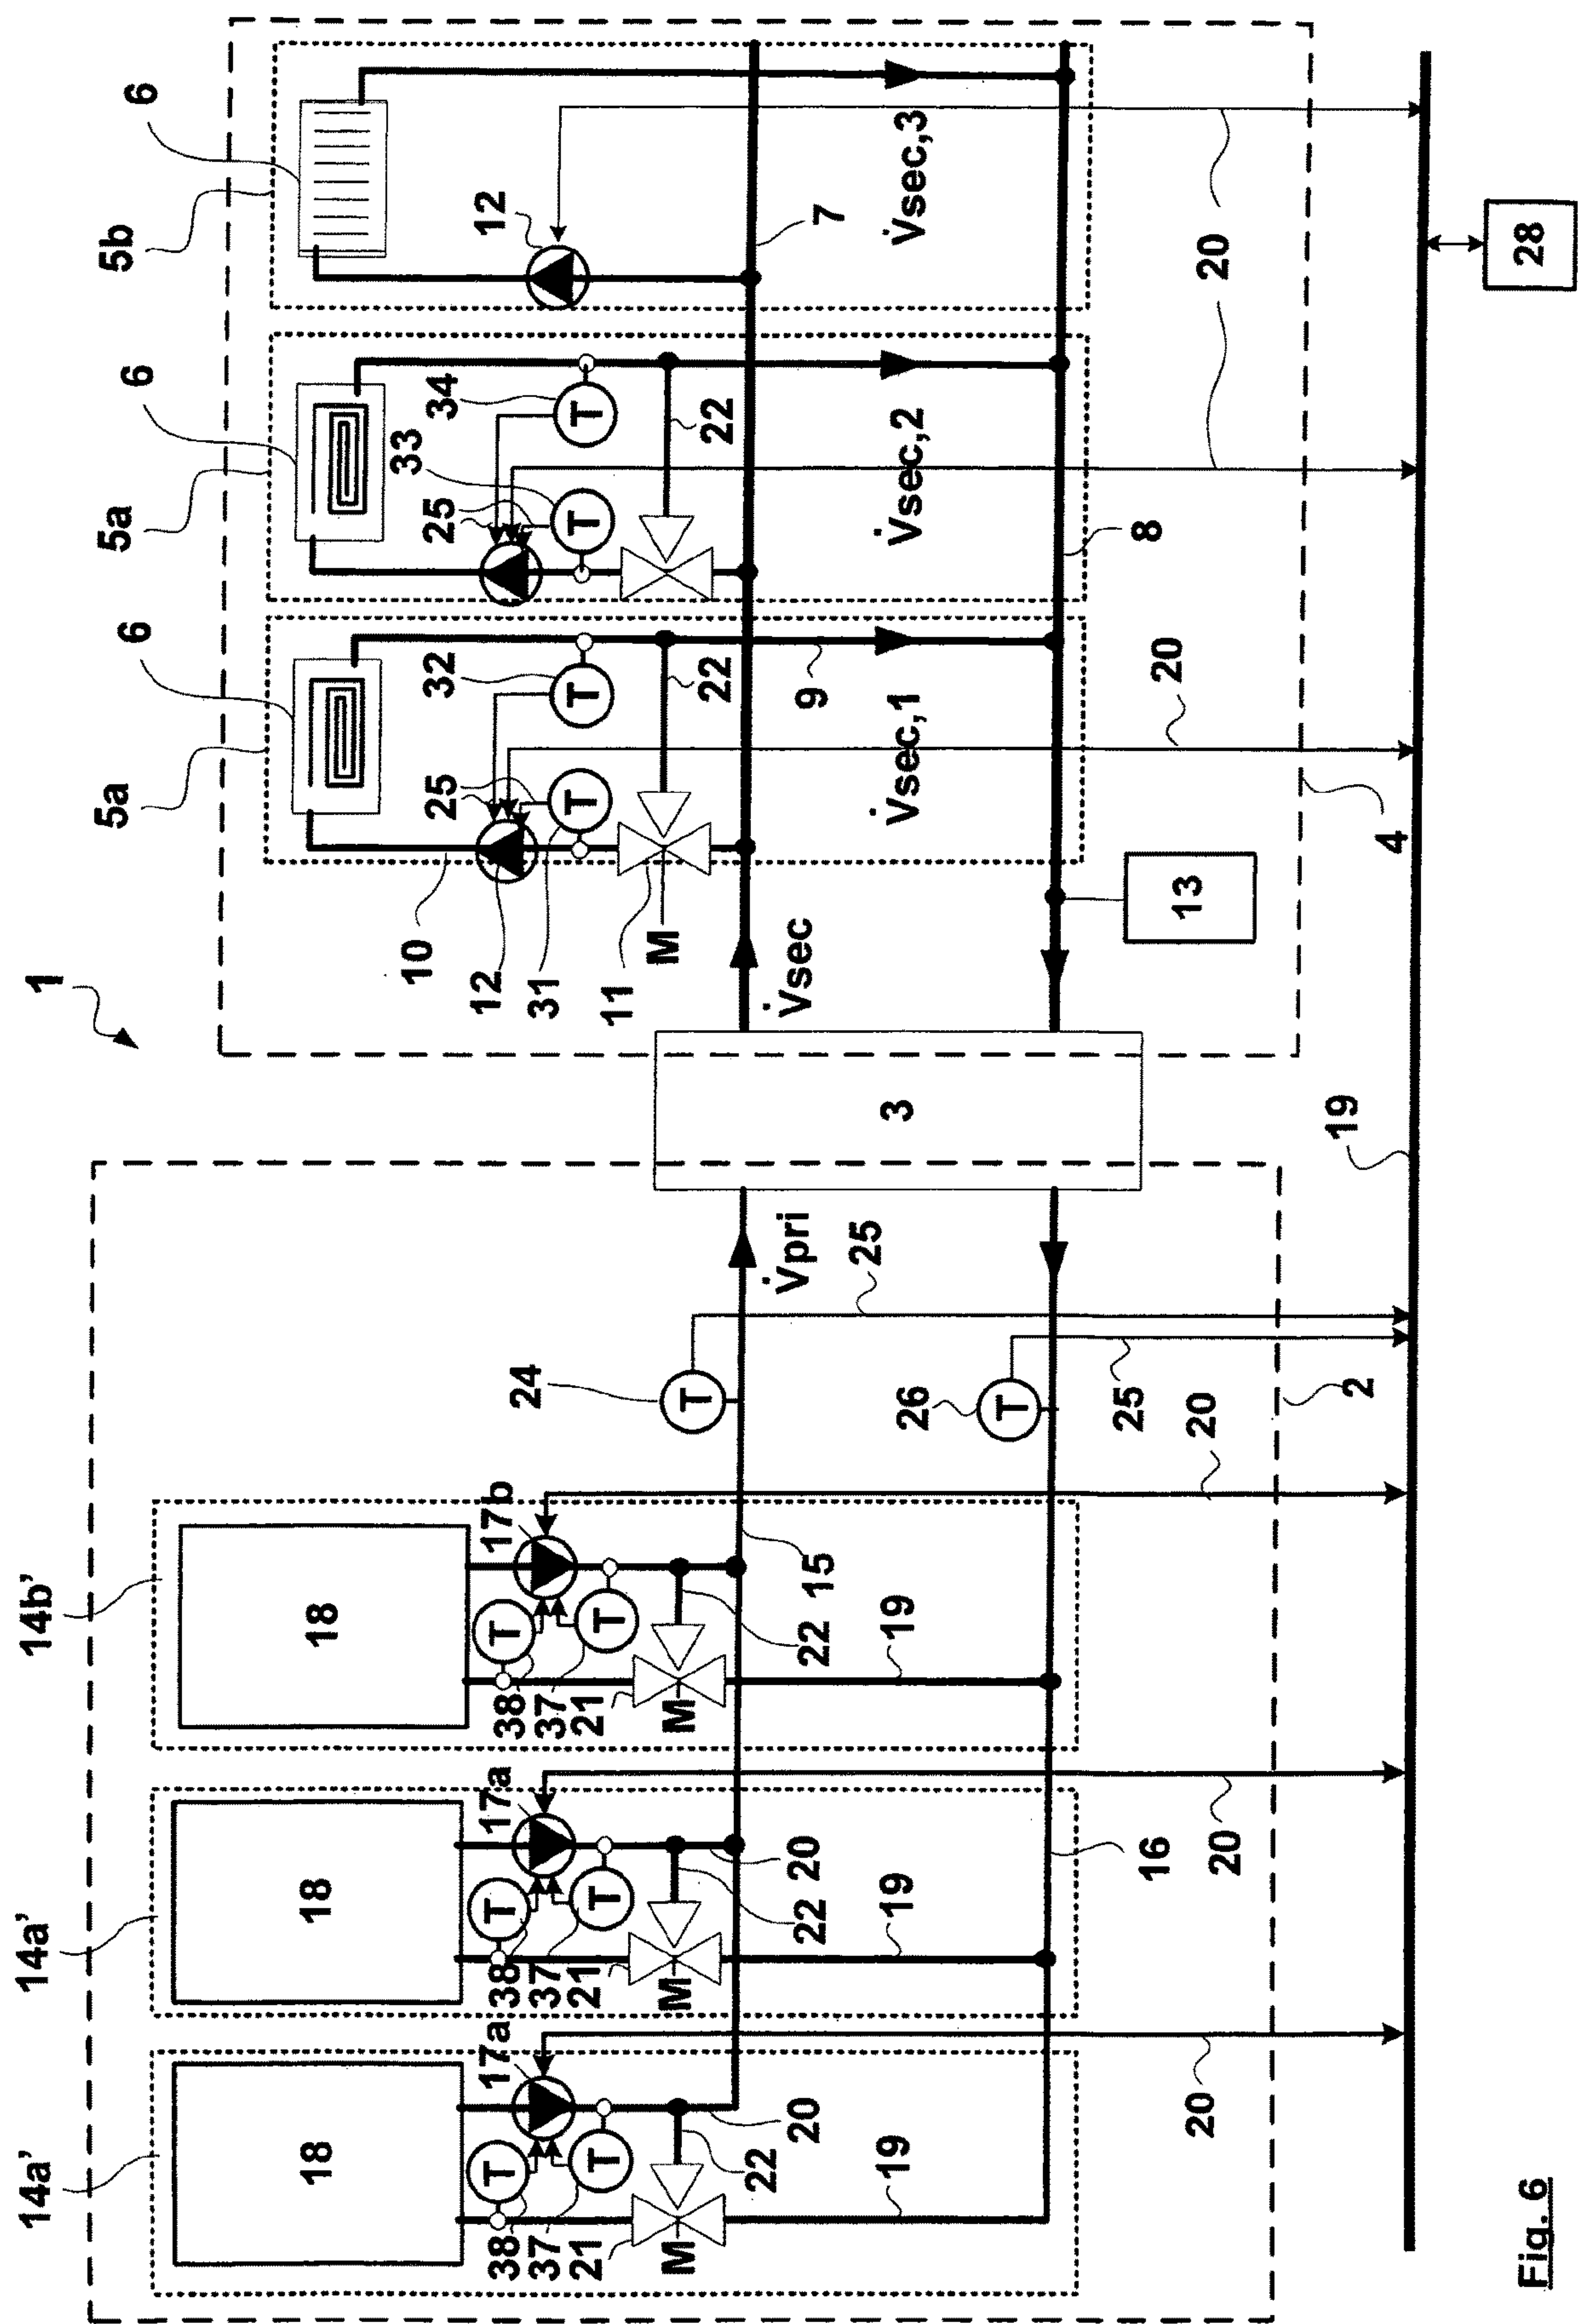 14a’
14a’
14b’
1
5a
5a
5b
6
6
6
18
18
18
10
25
32
33
25
34
17a
17a
17b
12
12
38
T
38
T
38
T
24
37
37
37
31
21
T
21
T
21
T
11
T
T
T
T
M
M
M
T
M
22
22
22
20
22
20
22
15
V̇pri
V̇sec
9
7
25
19
19
19
3
V̇sec,1
V̇sec,2
V̇sec,3
26
T
25
16
13
8
20
20
20
20
20
20
2
19
4
Fig. 6
28